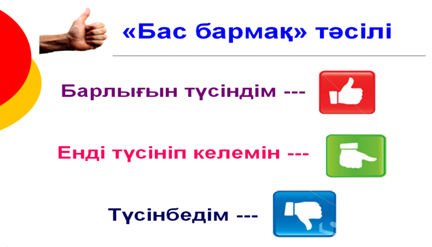 «Бас бармақ» тәсілі
Барлығын түсіндім ---
Енді түсініп келемін ---
Түсінбедім ---